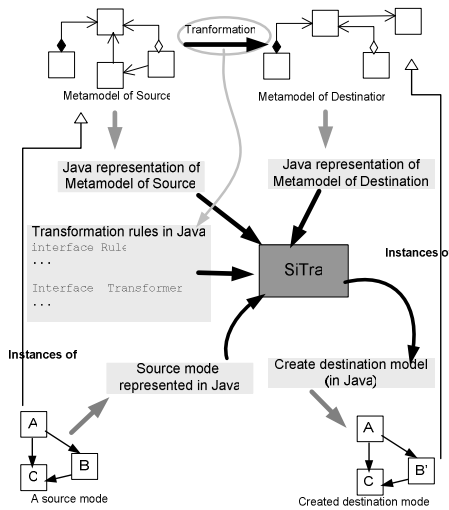 Tranformation
Metamodel of Source
Metamodel of Destination
Java representation of
Metamodel of Source
Java representation of
Metamodel of Destination
Transformation rules in Java
interface Rule
...
Interface Transformer
...
SiTra
Instances of
Instances of
Source mode
represented in Java
Create destination model
(in Java)
A
B
C
A source mode
A
B'
C
Created destination mode